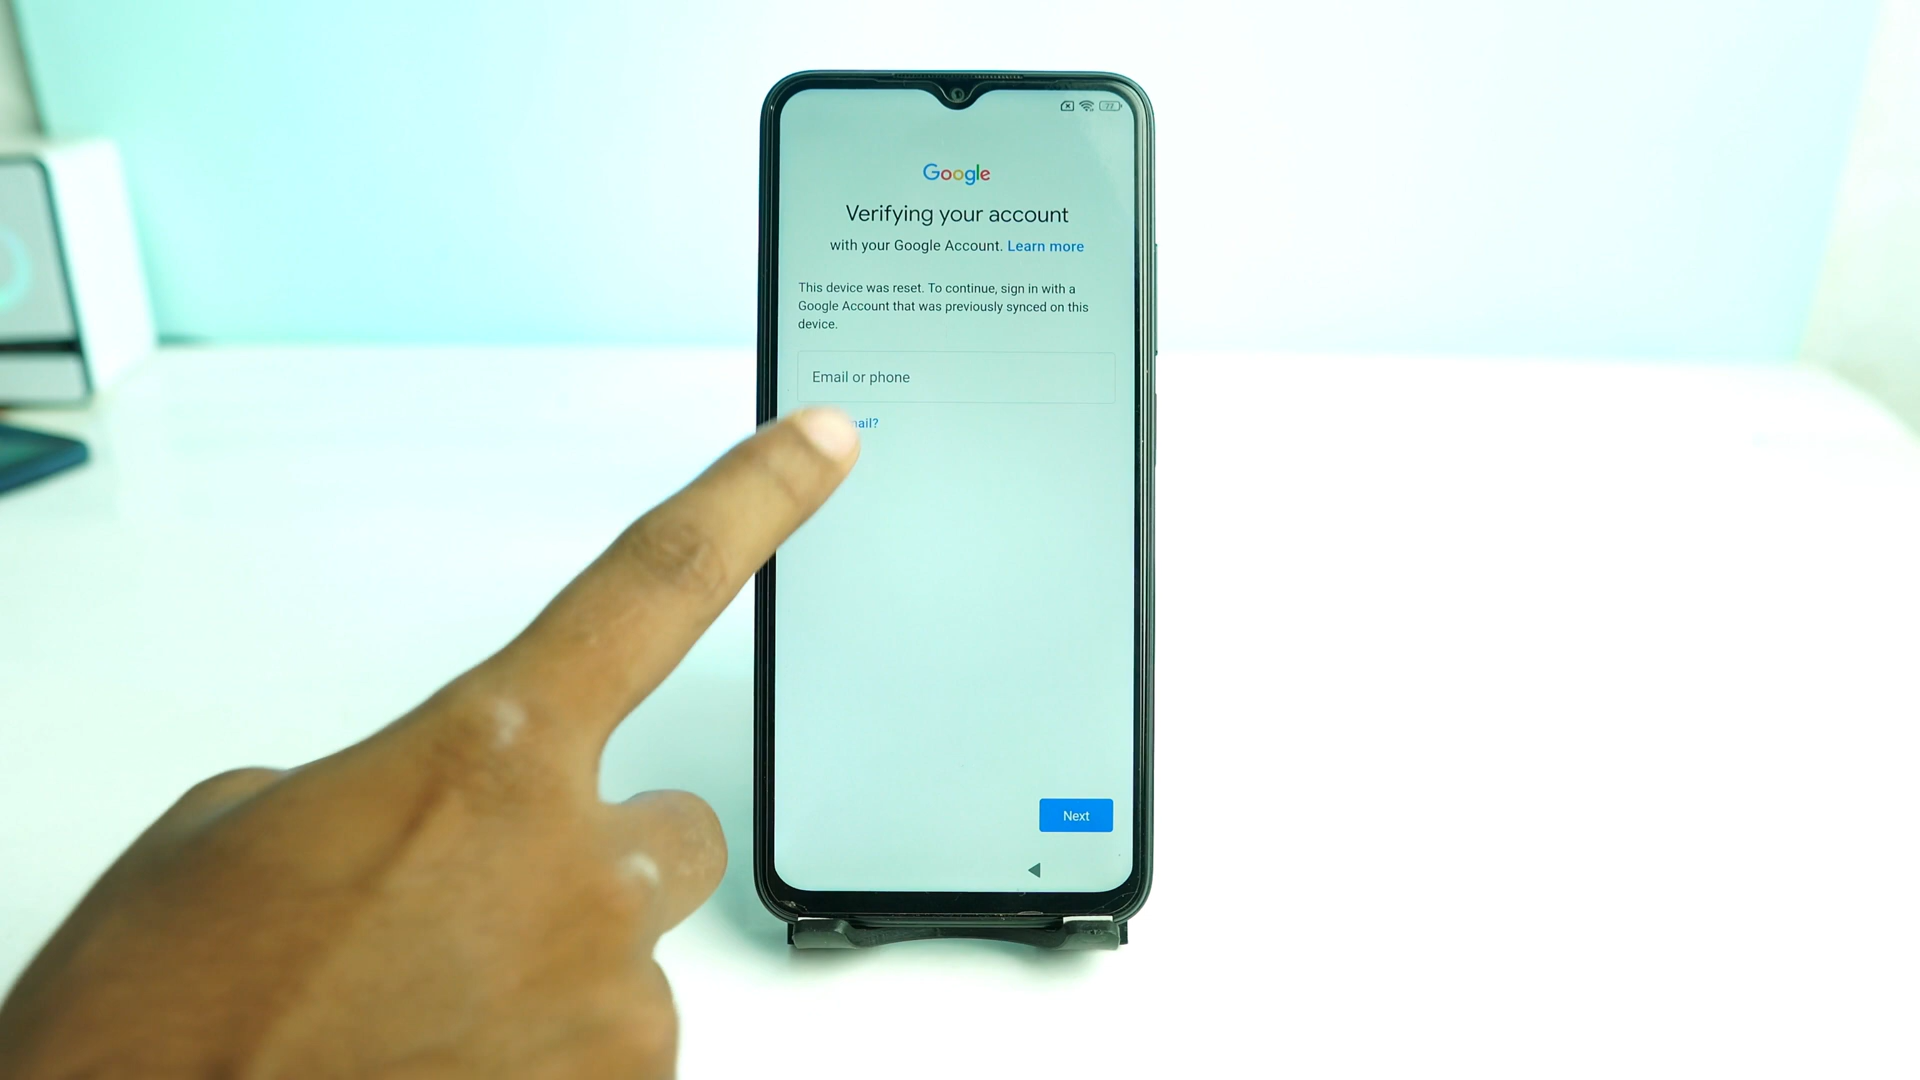 22
Google
Verifying your account
with your Google Account. Learn more
This device was reset. To continue, sign in with a
Google Account that was previously synced on this
device.
Email or phone
Next